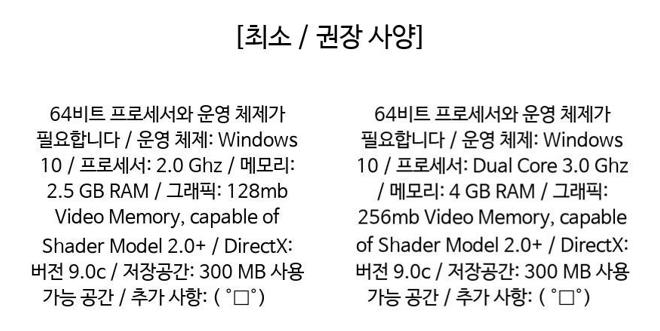 [최소 / 권장 사양]
64비트 프로세서와 운영 체제가
필요합니다 / 운영 체제: Windows
10 / 프로세서: 2.0 Ghz / 메모리:
2.5 GB RAM / 그래픽: 128mb
Video Memory, capable of
Shader Model 2.0+ / DirectX:
버전 9.0c / 저장공간: 300 MB 사용
가능 공간 / 추가 사항: ( ˚□˚)
64비트 프로세서와 운영 체제가
필요합니다 / 운영 체제: Windows
10 / 프로세서: Dual Core 3.0 Ghz
/ 메모리: 4 GB RAM / 그래픽:
256mb Video Memory, capable
of Shader Model 2.0+ / DirectX:
버전 9.0c / 저장공간: 300 MB 사용
가능 공간 / 추가 사항: ( ˚□˚)